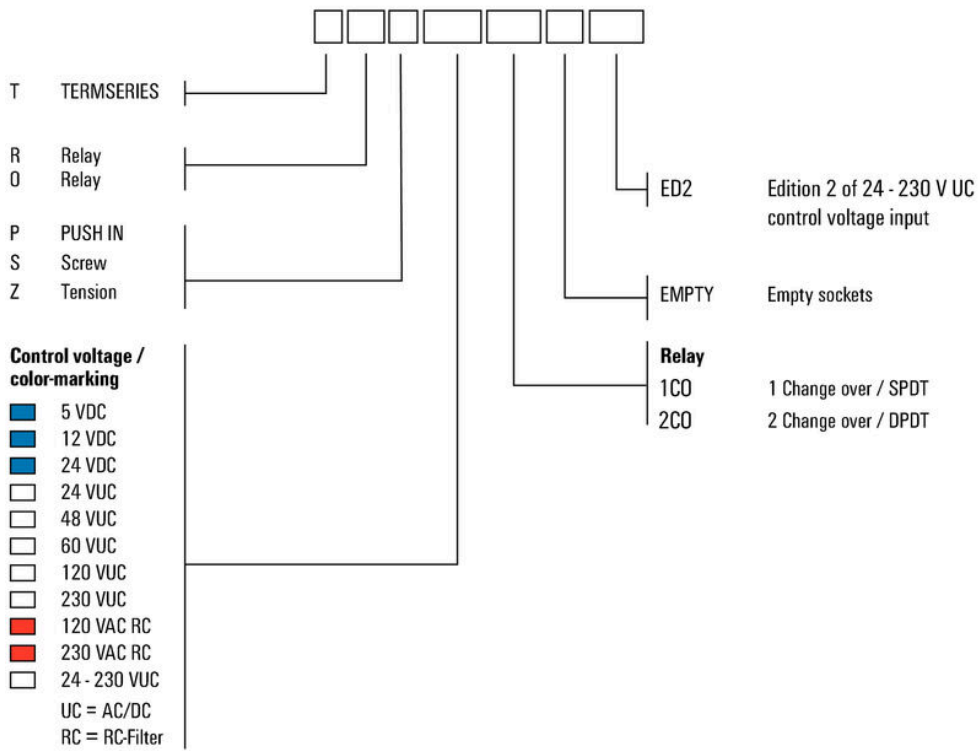 T TERMSERIES
R Relay
O Relay
P PUSH IN
S Screw
Z Tension
Control voltage /
color-marking
5 VDC
12 VDC
24 VDC
24 VUC
48 VUC
60 VUC
120 VUC
230 VUC
120 VAC RC
230 VAC RC
24 - 230 VUC
UC = AC/DC
RC = RC-Filter
ED2 Edition 2 of 24 - 230 V UC
control voltage input
EMPTY Empty sockets
Relay
1CO 1 Change over / SPDT
2CO 2 Change over / DPDT